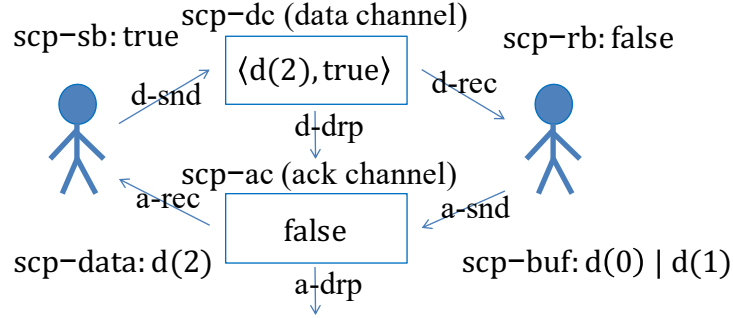 scp-dc (data channel)
scp-sb: true
scp-rb: false
⟨d(2), true⟩
d-snd
d-rec
d-drp
scp-ac (ack channel)
a-rec
a-snd
false
scp-data: d(2)
scp-buf: d(0) | d(1)
a-drp